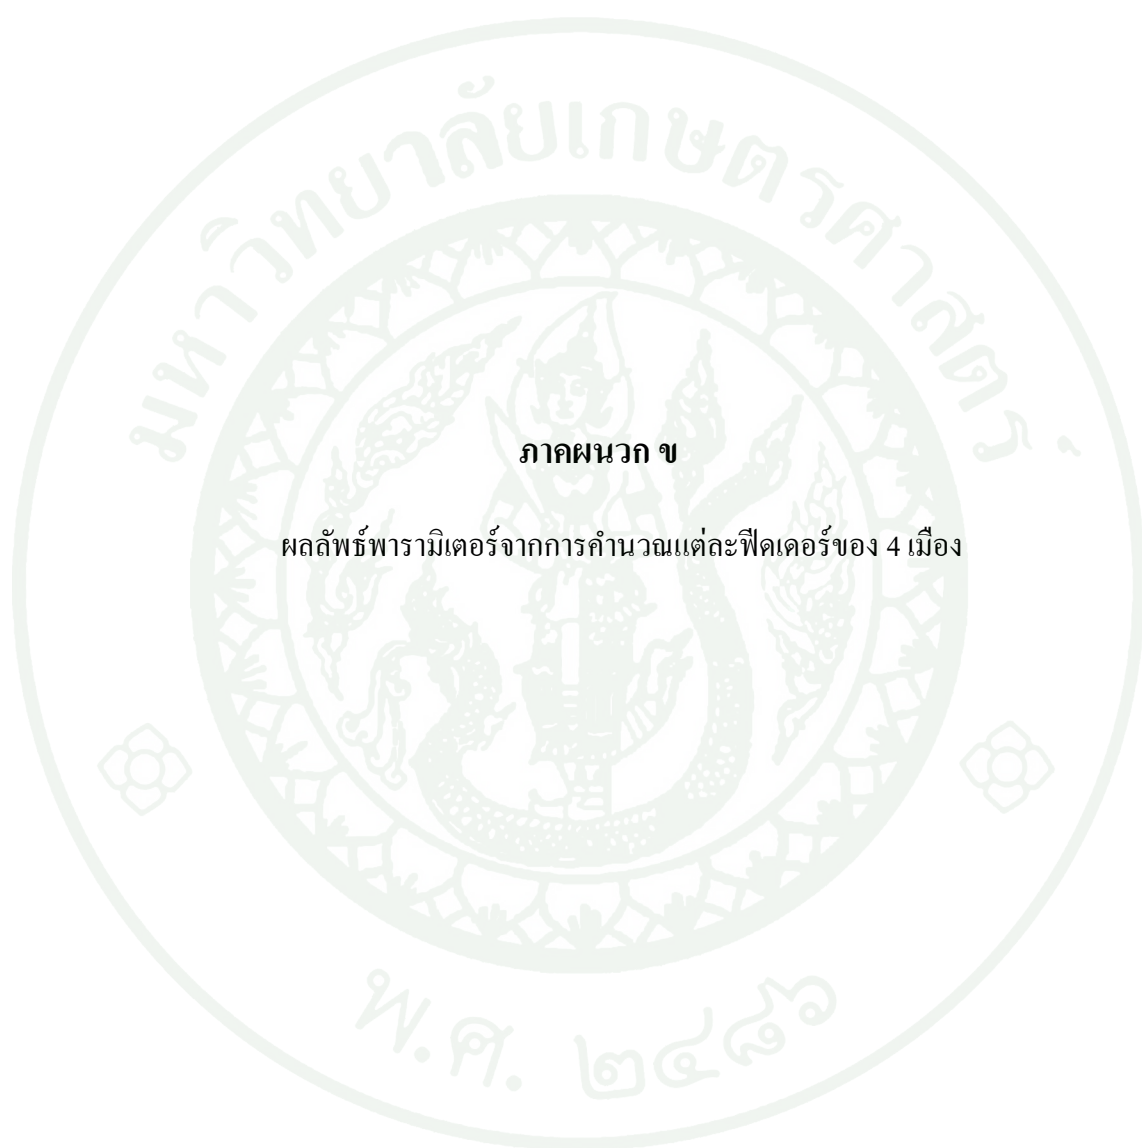 มหาวิทยาลัยเกษตรศาสตร์
ภาคผนวก ข
ผลลัพธ์พารามิเตอร์จากการคำนวณแต่ละฟีดเดอร์ของ 4 เมือง
พ.ศ. ๒๔๘๖